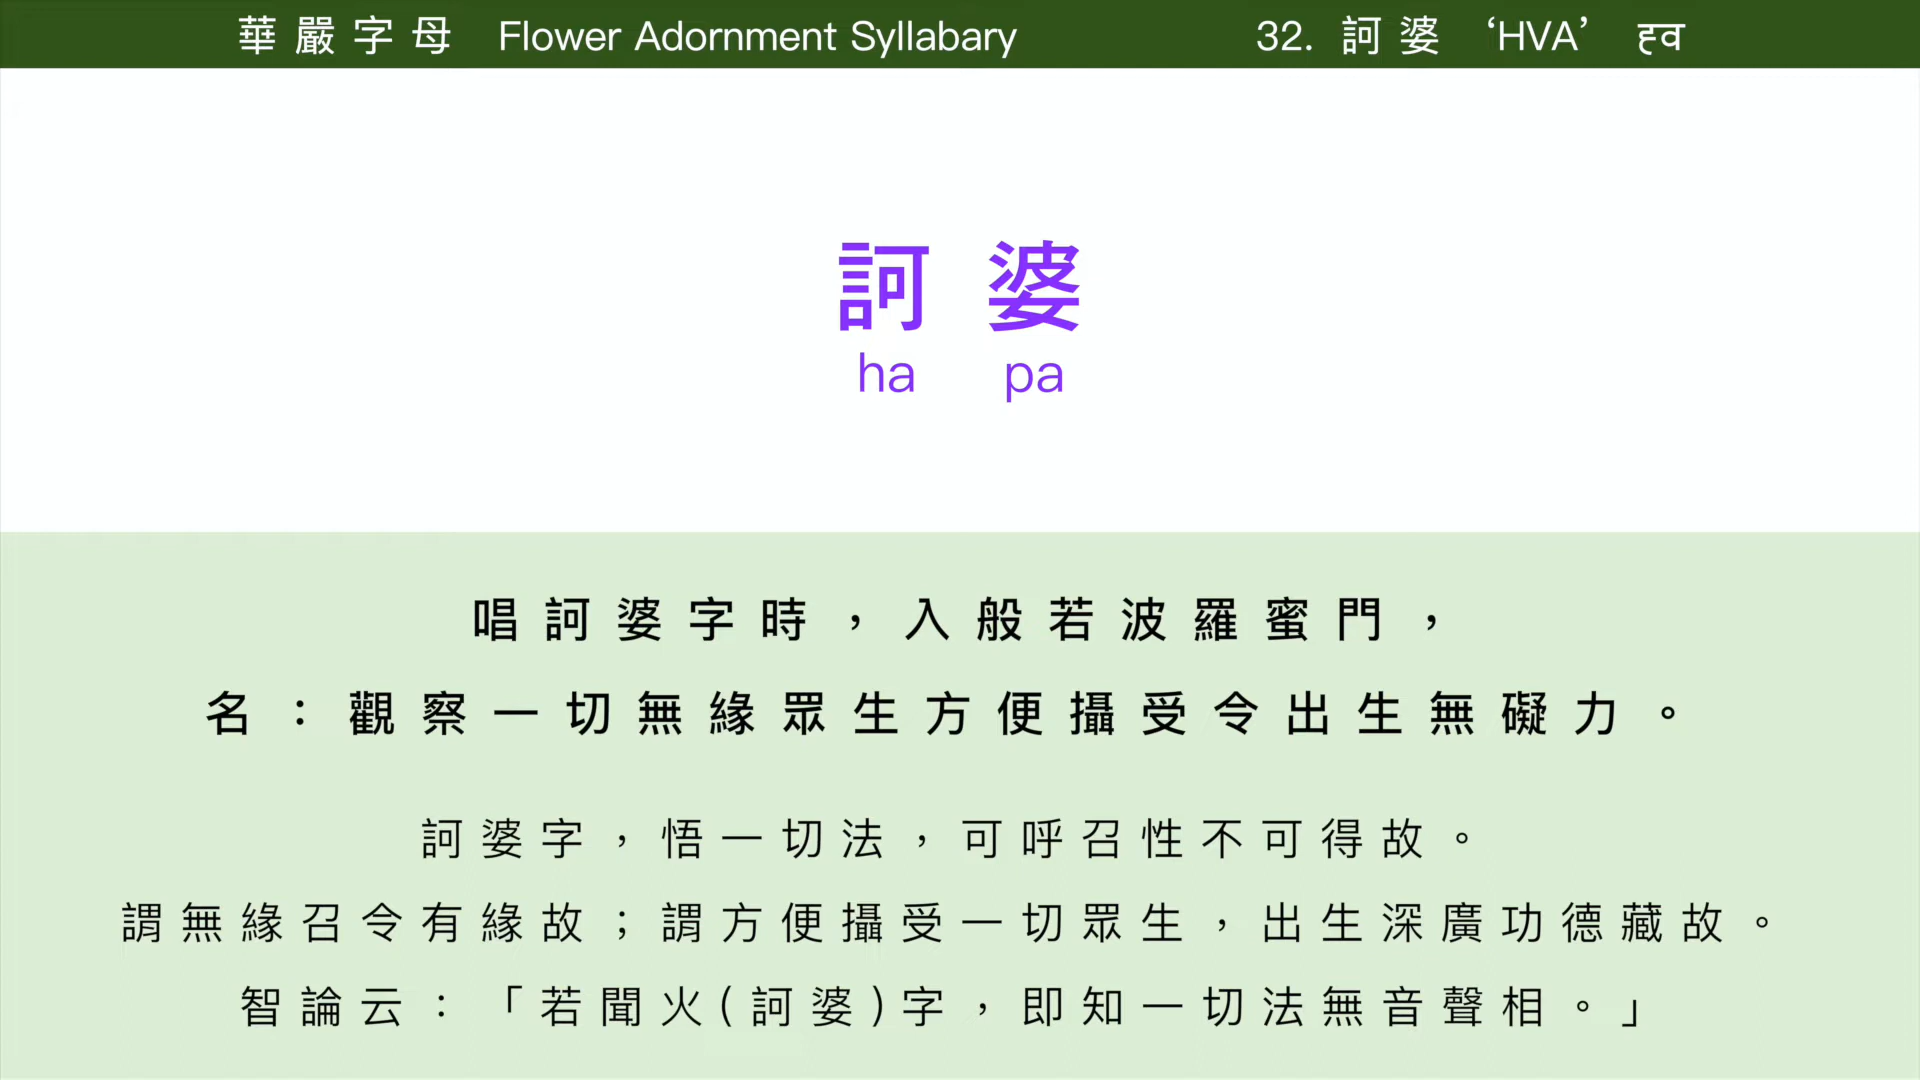 華嚴字母 Flower Adornment Syllabary 32. 訶婆 ‘HVA’ ह्व
訶婆
ha pa
唱訶婆字時，入般若波羅蜜門，
名：觀察一切無緣眾生方便攝受令出生無礙力。
訶婆字，悟一切法，可呼召性不可得故。
謂無緣召令有緣故；謂方便攝受一切眾生，出生深廣功德藏故。
智論云：「若聞火(訶婆)字，即知一切法無音聲相。」